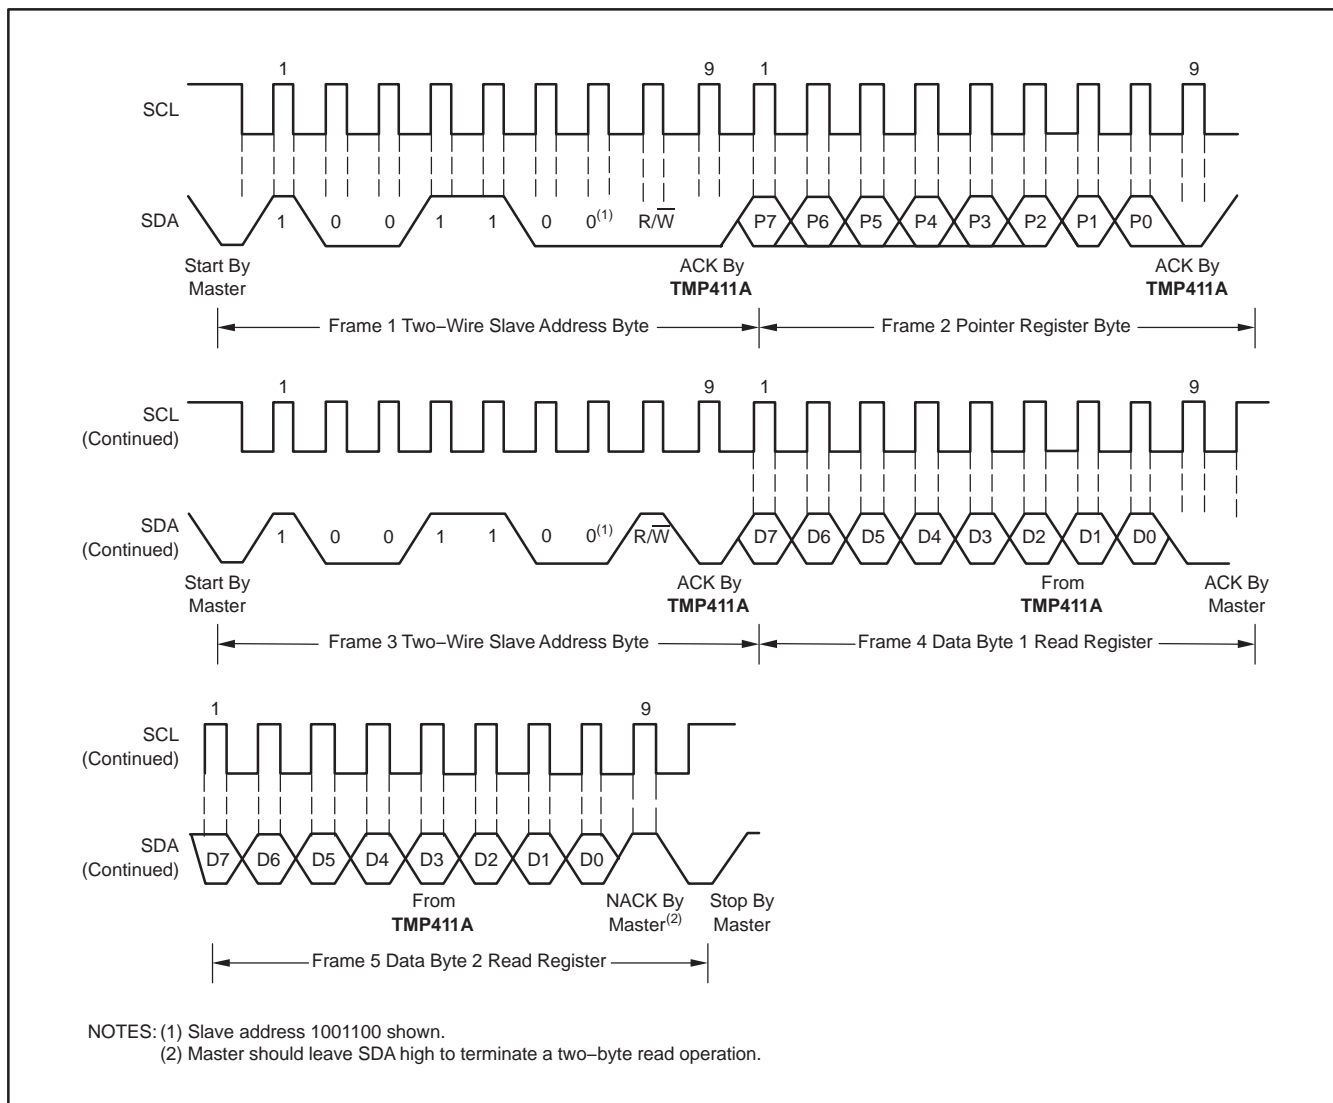 1 9 1 9
SCL
SDA 1 0 0 1 1 0 0(1) R/W̅ P7 P6 P5 P4 P3 P2 P1 P0
Start By Master
ACK By TMP411A
ACK By TMP411A
Frame 1 Two−Wire Slave Address Byte
Frame 2 Pointer Register Byte
1 9 1 9
SCL (Continued)
SDA (Continued) 1 0 0 1 1 0 0(1) R/W̅ D7 D6 D5 D4 D3 D2 D1 D0
Start By Master
ACK By TMP411A
From TMP411A
ACK By Master
Frame 3 Two−Wire Slave Address Byte
Frame 4 Data Byte 1 Read Register
1 9
SCL (Continued)
SDA (Continued) D7 D6 D5 D4 D3 D2 D1 D0
From TMP411A
NACK By Master(2)
Stop By Master
Frame 5 Data Byte 2 Read Register
NOTES: (1) Slave address 1001100 shown.
(2) Master should leave SDA high to terminate a two−byte read operation.